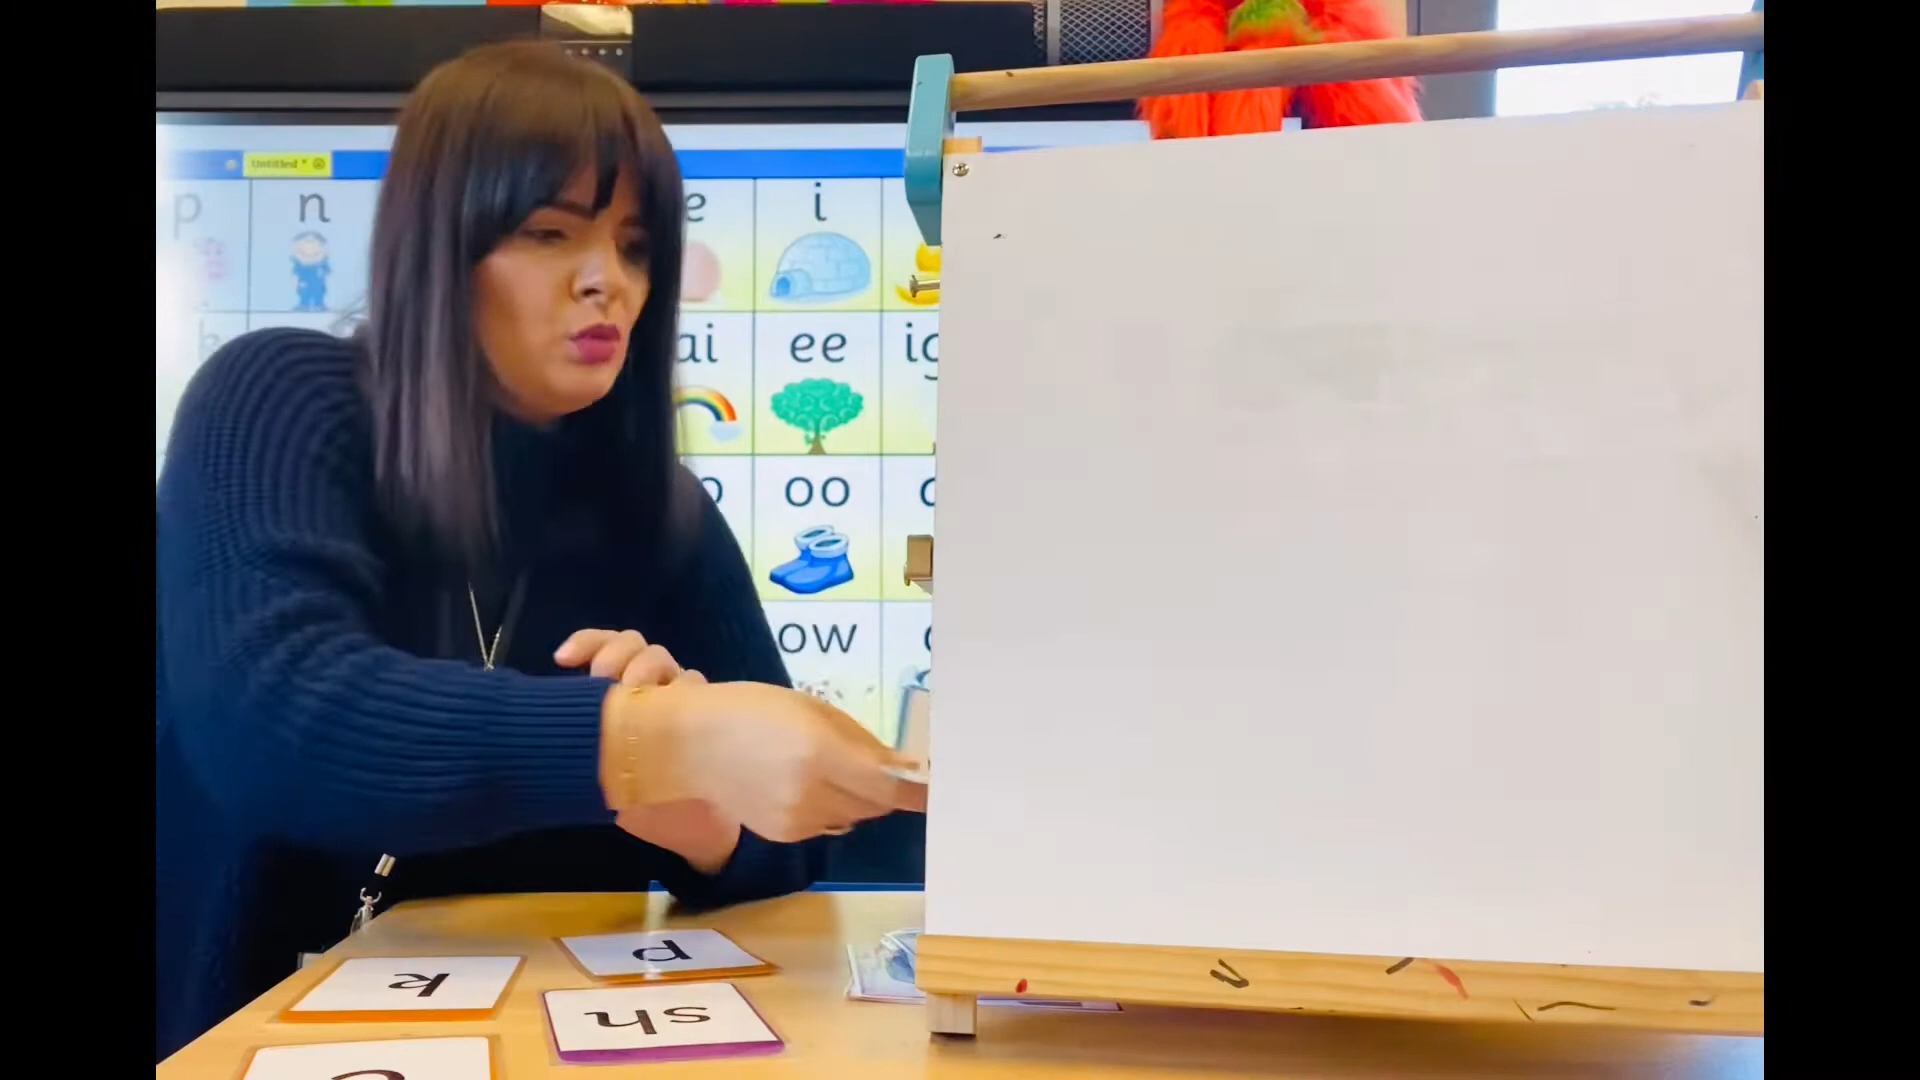 Untitled *
p n e i
k ai ee ig
oo
ow
p
k
sh